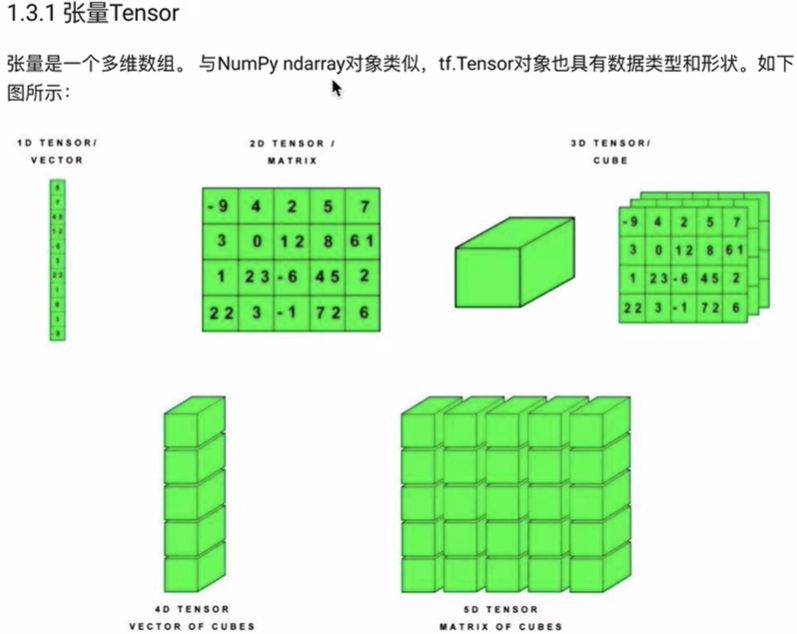 1.3.1 张量Tensor
张量是一个多维数组。 与NumPy ndarray对象类似，tf.Tensor对象也具有数据类型和形状。如下
图所示：
1D TENSOR/
VECTOR
2D TENSOR /
MATRIX
3D TENSOR/
CUBE
-9 4 2 5 7
3 0 12 8 61
1 23 -6 45 2
22 3 -1 72 6
-9 4 2 5 7
3 0 12 8 61
1 23 -6 45 2
22 3 -1 72 6
4D TENSOR
VECTOR OF CUBES
5D TENSOR
MATRIX OF CUBES